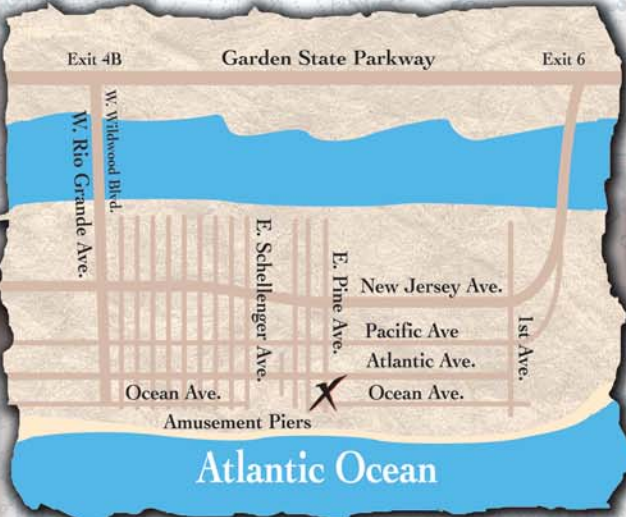 Exit 4B
Garden State Parkway
Exit 6
W. Wildwood Blvd.
W. Rio Grande Ave.
E. Schellenger Ave.
E. Pine Ave.
New Jersey Ave.
1st Ave.
Pacific Ave
Atlantic Ave.
Ocean Ave.
X
Ocean Ave.
Amusement Piers
Atlantic Ocean